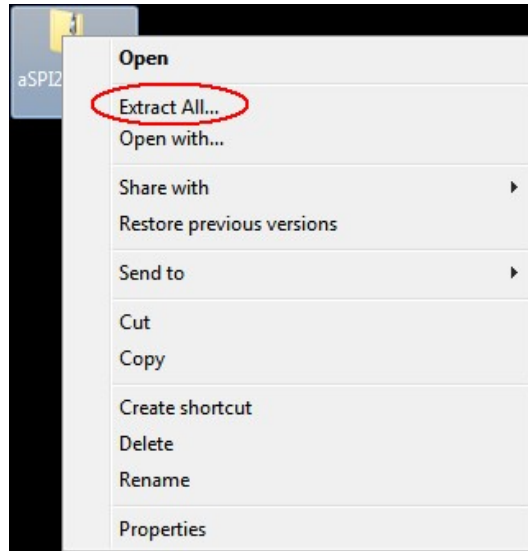 aSPI2
Open
Extract All...
Open with...
Share with
Restore previous versions
Send to
Cut
Copy
Create shortcut
Delete
Rename
Properties